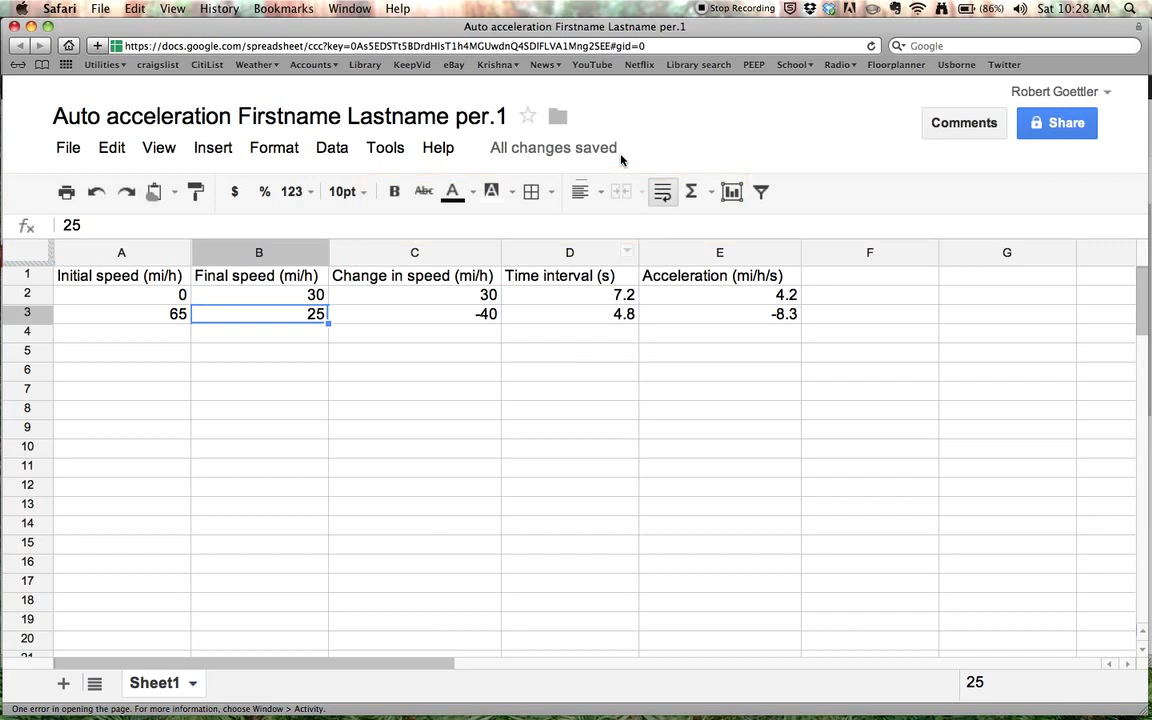 Safari File Edit View History Bookmarks Window Help Stop Recording (86%) Sat 10:28 AM
Auto acceleration Firstname Lastname per.1
https://docs.google.com/spreadsheet/ccc?key=0As5EDSTt5BDrdHlsT1h4MGUwdnQ4SDlFLVA1Mng2SEE#gid=0 Google
Utilities craigslist CitiList Weather Accounts Library KeepVid eBay Krishna News YouTube Netflix Library search PEEP School Radio Floorplanner Usborne Twitter
Robert Goettler
Auto acceleration Firstname Lastname per.1
Comments Share
File Edit View Insert Format Data Tools Help All changes saved
$ % 123 10pt B Abc A A Σ
fx 25
A B C D E F G
1 Initial speed (mi/h) Final speed (mi/h) Change in speed (mi/h) Time interval (s) Acceleration (mi/h/s)
2 0 30 30 7.2 4.2
3 65 25 -40 4.8 -8.3
4
5
6
7
8
9
10
11
12
13
14
15
16
17
18
19
20
21
+ Sheet1 25
One error in opening the page. For more information, choose Window > Activity.